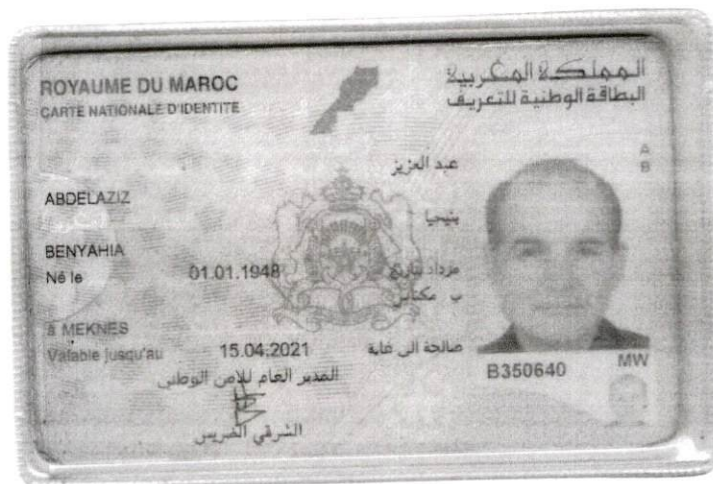 ROYAUME DU MAROC
المملكة المغربية
CARTE NATIONALE D'IDENTITE
البطاقة الوطنية للتعريف
عبد العزيز
ABDELAZIZ
بنيحيا
BENYAHIA
Né le 01.01.1948 مزداد بتاريخ
ب مكناس
à MEKNES
Valable jusqu'au 15.04.2021 صالحة الى غاية
المدير العام للأمن الوطني
الشرقي الضريس
B350640
MW
A
B